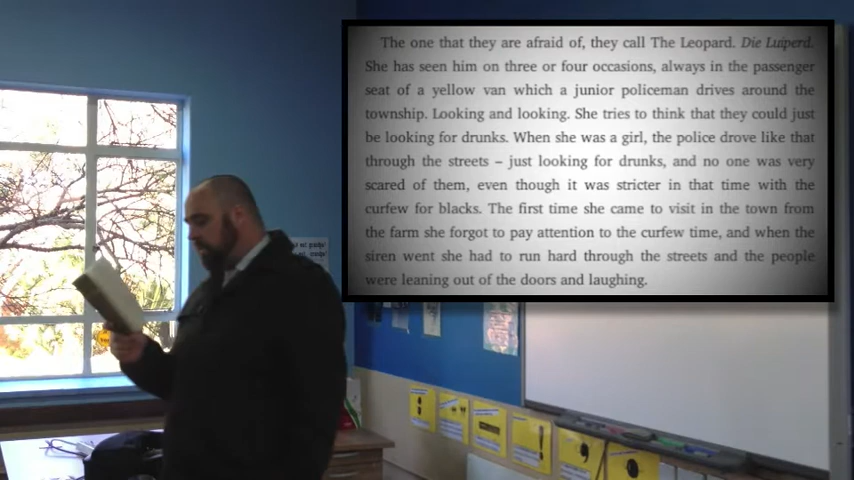 The one that they are afraid of, they call The Leopard. Die Luiperd.
She has seen him on three or four occasions, always in the passenger
seat of a yellow van which a junior policeman drives around the
township. Looking and looking. She tries to think that they could just
be looking for drunks. When she was a girl, the police drove like that
through the streets – just looking for drunks, and no one was very
scared of them, even though it was stricter in that time with the
curfew for blacks. The first time she came to visit in the town from
the farm she forgot to pay attention to the curfew time, and when the
siren went she had to run hard through the streets and the people
were leaning out of the doors and laughing.